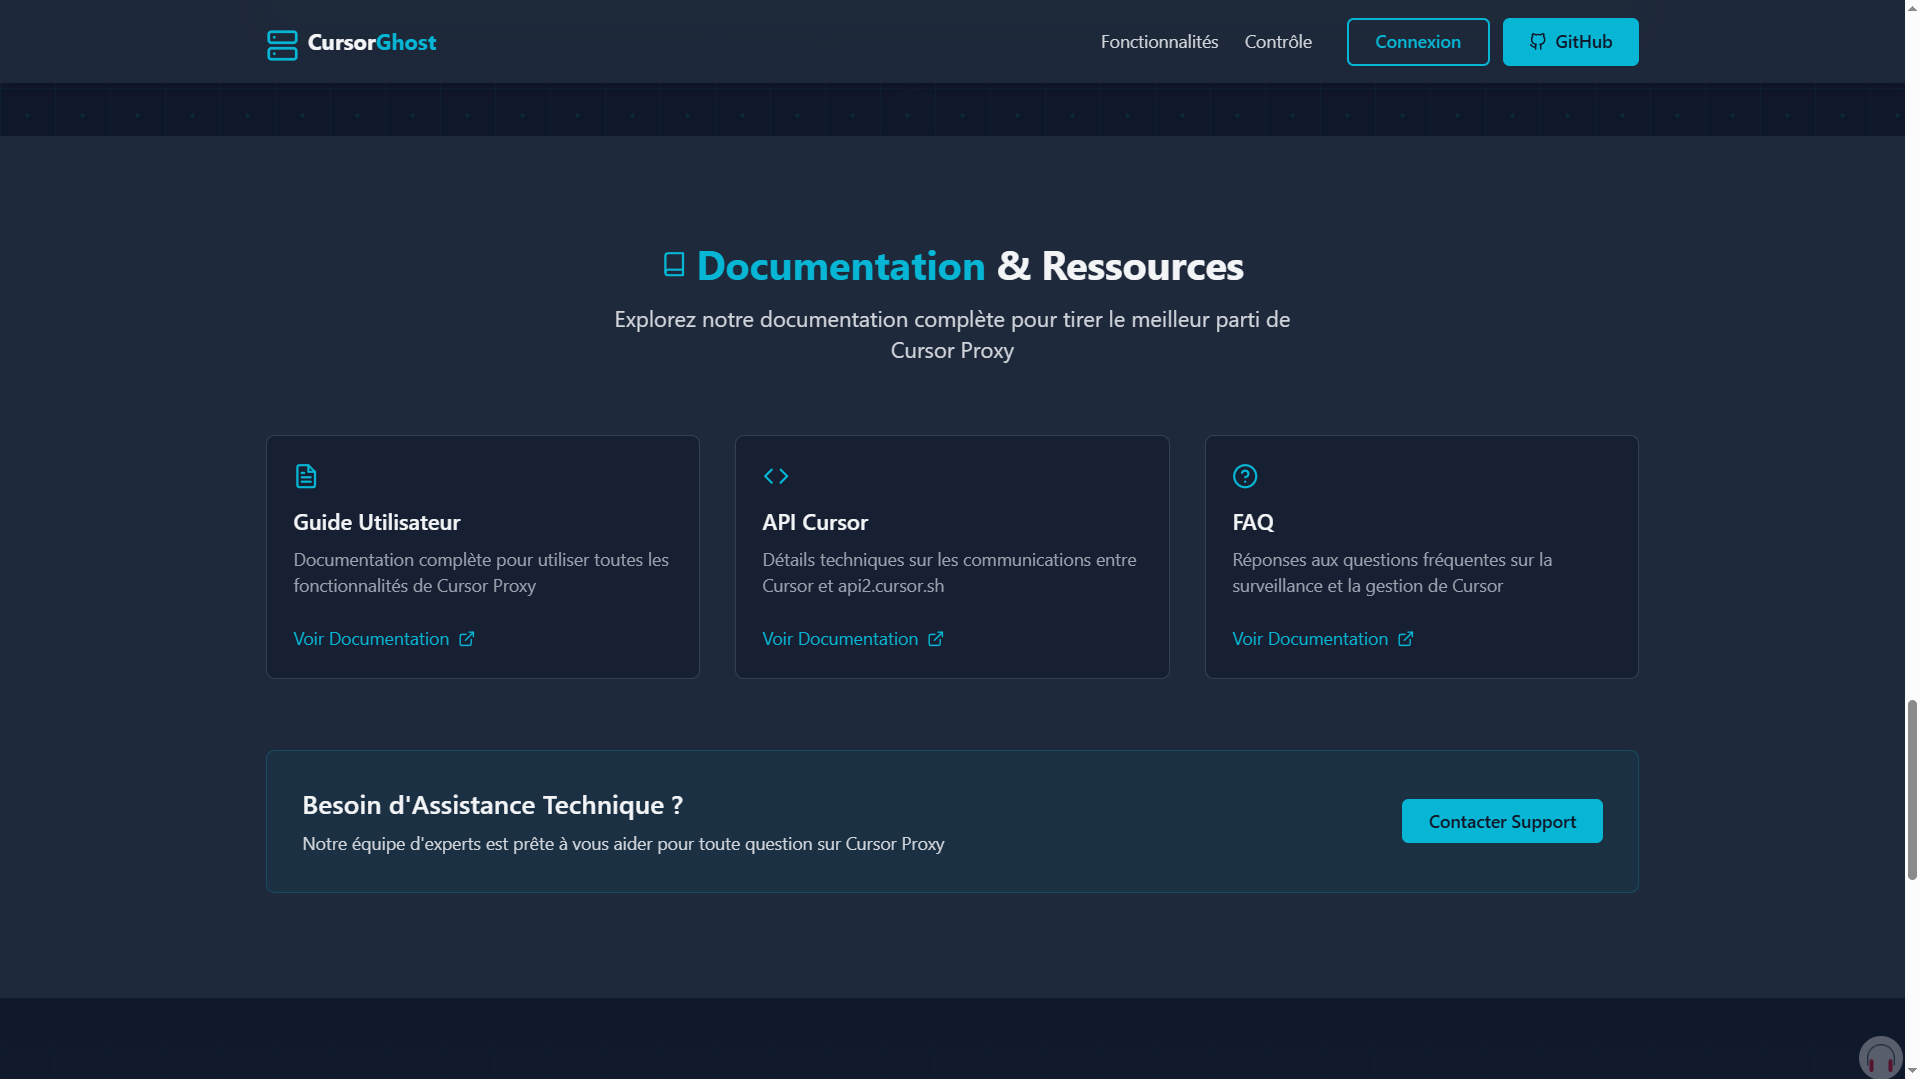 CursorGhost
Fonctionnalités
Contrôle
Connexion
GitHub
Documentation & Ressources
Explorez notre documentation complète pour tirer le meilleur parti de
Cursor Proxy
Guide Utilisateur
Documentation complète pour utiliser toutes les
fonctionnalités de Cursor Proxy
Voir Documentation
API Cursor
Détails techniques sur les communications entre
Cursor et api2.cursor.sh
Voir Documentation
FAQ
Réponses aux questions fréquentes sur la
surveillance et la gestion de Cursor
Voir Documentation
Besoin d'Assistance Technique ?
Notre équipe d'experts est prête à vous aider pour toute question sur Cursor Proxy
Contacter Support